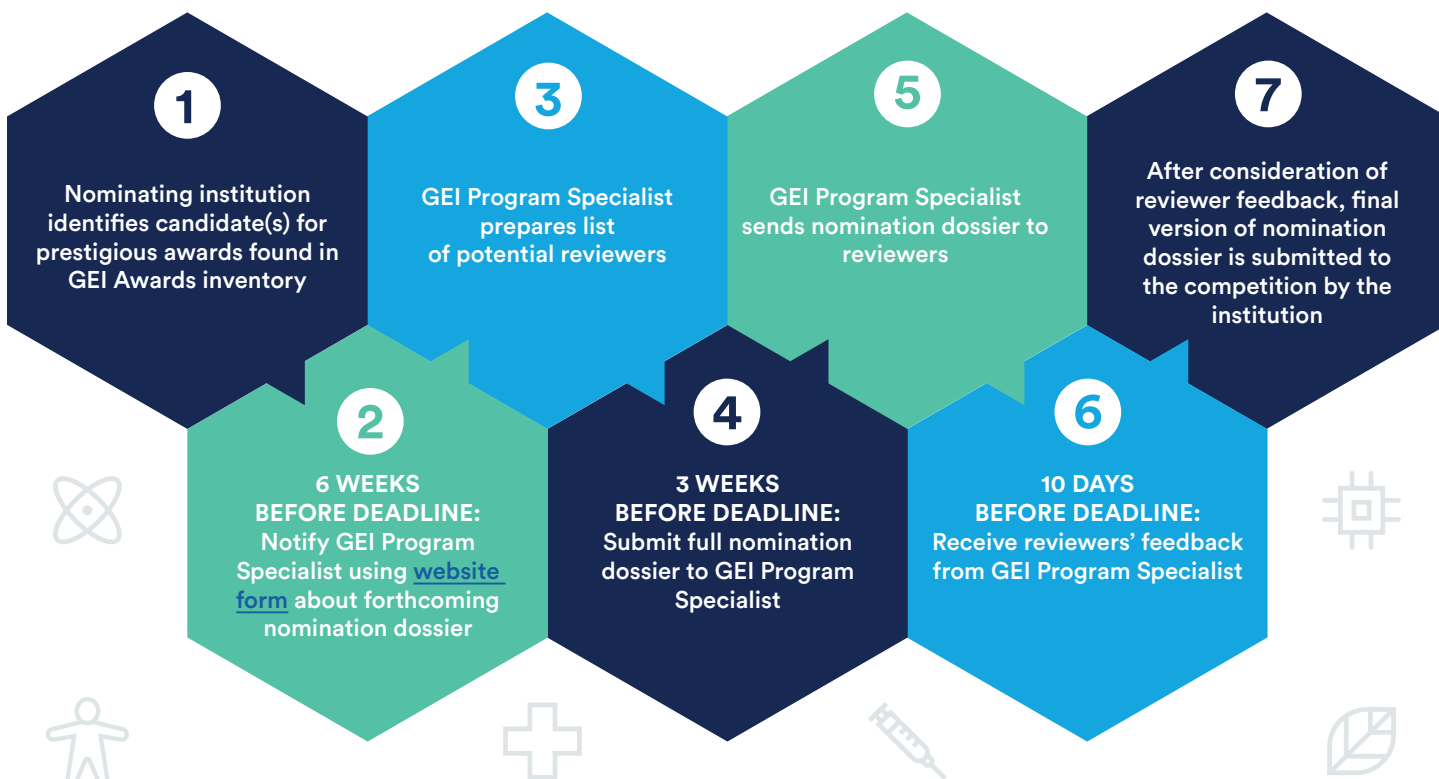 1
Nominating institution
identifies candidate(s) for
prestigious awards found in
GEI Awards inventory
2
6 WEEKS
BEFORE DEADLINE:
Notify GEI Program
Specialist using website
form about forthcoming
nomination dossier
3
GEI Program Specialist
prepares list
of potential reviewers
4
3 WEEKS
BEFORE DEADLINE:
Submit full nomination
dossier to GEI Program
Specialist
5
GEI Program Specialist
sends nomination dossier to
reviewers
6
10 DAYS
BEFORE DEADLINE:
Receive reviewers’ feedback
from GEI Program Specialist
7
After consideration of
reviewer feedback, final
version of nomination
dossier is submitted to
the competition by the
institution